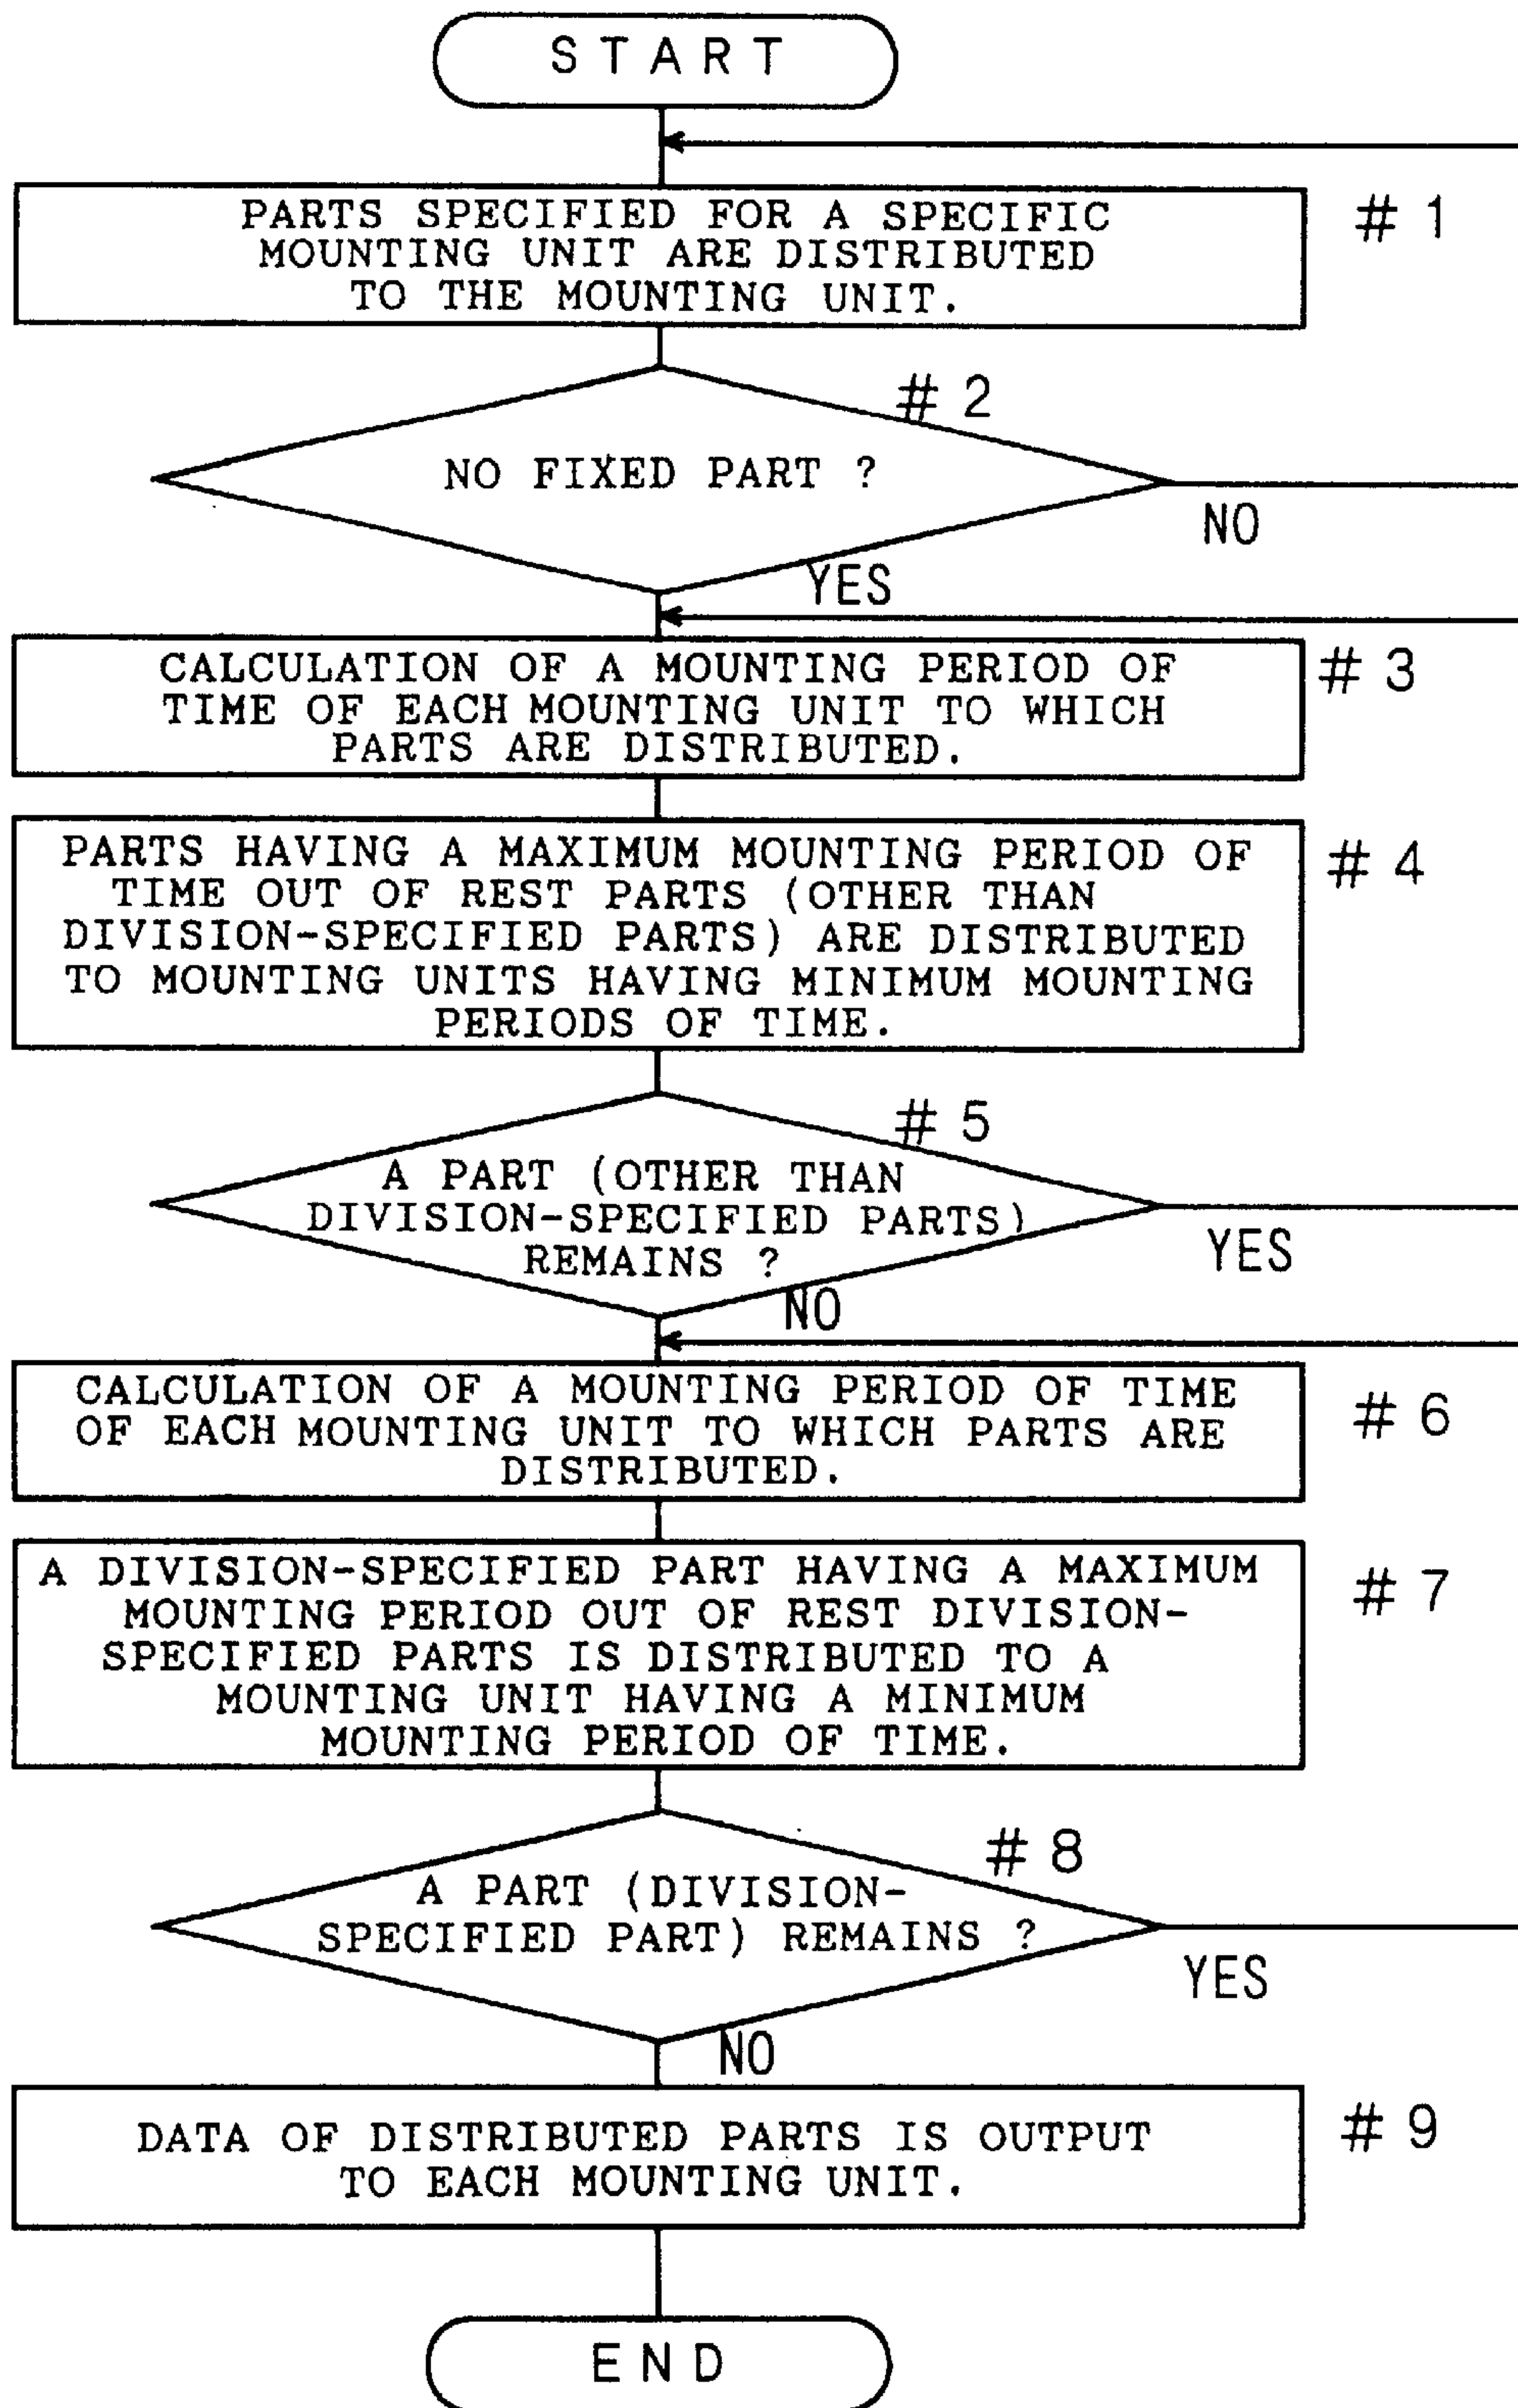 START
PARTS SPECIFIED FOR A SPECIFIC
MOUNTING UNIT ARE DISTRIBUTED
TO THE MOUNTING UNIT.
# 1
# 2
NO FIXED PART ?
NO
YES
CALCULATION OF A MOUNTING PERIOD OF
TIME OF EACH MOUNTING UNIT TO WHICH
PARTS ARE DISTRIBUTED.
# 3
PARTS HAVING A MAXIMUM MOUNTING PERIOD OF
TIME OUT OF REST PARTS (OTHER THAN
DIVISION-SPECIFIED PARTS) ARE DISTRIBUTED
TO MOUNTING UNITS HAVING MINIMUM MOUNTING
PERIODS OF TIME.
# 4
# 5
A PART (OTHER THAN
DIVISION-SPECIFIED PARTS)
REMAINS ?
YES
NO
CALCULATION OF A MOUNTING PERIOD OF TIME
OF EACH MOUNTING UNIT TO WHICH PARTS ARE
DISTRIBUTED.
# 6
A DIVISION-SPECIFIED PART HAVING A MAXIMUM
MOUNTING PERIOD OUT OF REST DIVISION-
SPECIFIED PARTS IS DISTRIBUTED TO A
MOUNTING UNIT HAVING A MINIMUM
MOUNTING PERIOD OF TIME.
# 7
# 8
A PART (DIVISION-
SPECIFIED PART) REMAINS ?
YES
NO
DATA OF DISTRIBUTED PARTS IS OUTPUT
TO EACH MOUNTING UNIT.
# 9
END